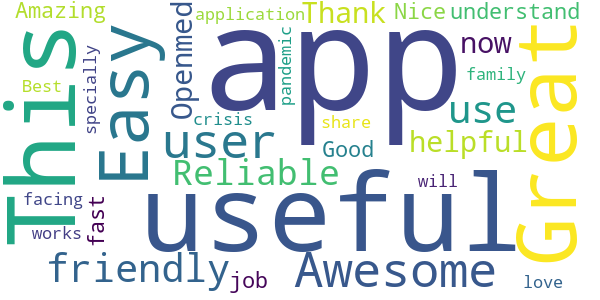 Amazing
application
Thank
Nice
understand
This
Easy
Openmed
app
pandemic
now
Great
specially
Best
family
use
crisis
share
user
Good
helpful
Reliable
will
useful
facing
works
fast
friendly
job
Awesome
love